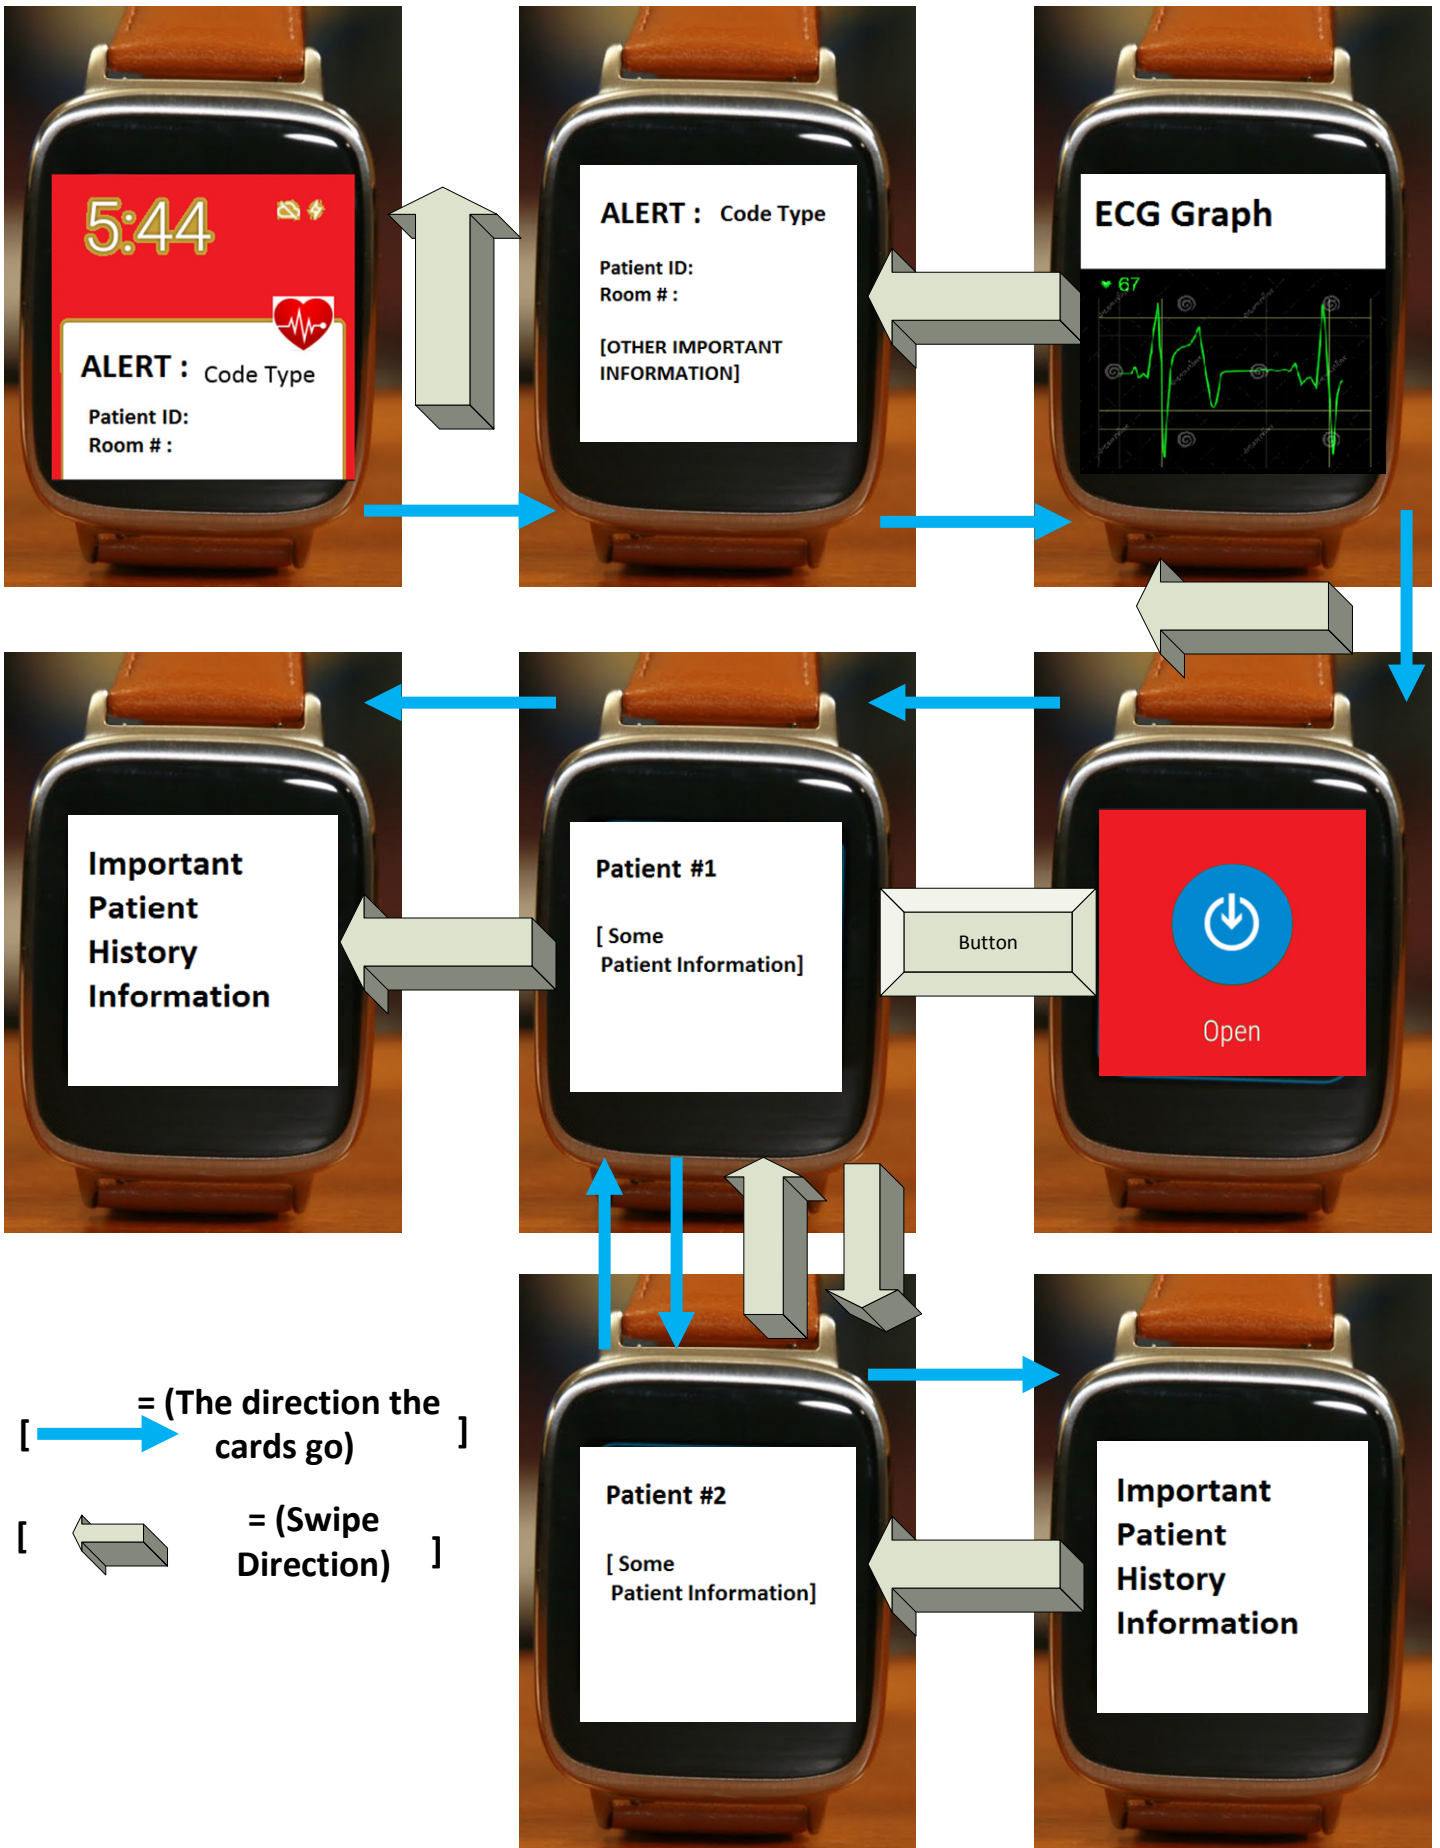 5:44
ALERT : Code Type
Patient ID:
Room # :
ALERT : Code Type
Patient ID:
Room # :
[OTHER IMPORTANT
INFORMATION]
ECG Graph
67
Important
Patient
History
Information
Patient #1
[ Some
Patient Information]
Button
Open
[ = (The direction the
cards go) ]
[ = (Swipe
Direction) ]
Patient #2
[ Some
Patient Information]
Important
Patient
History
Information